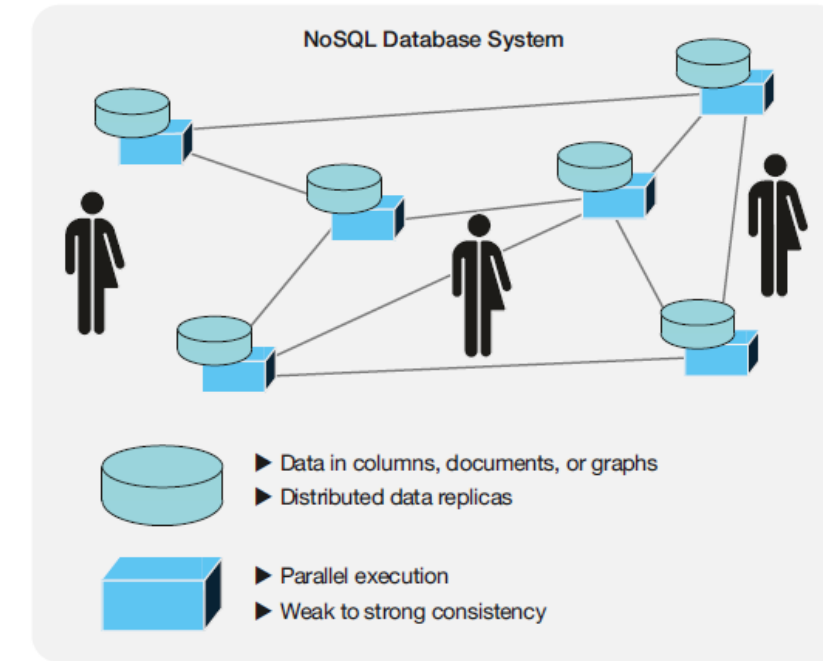 NoSQL Database System
▶ Data in columns, documents, or graphs
▶ Distributed data replicas
▶ Parallel execution
▶ Weak to strong consistency